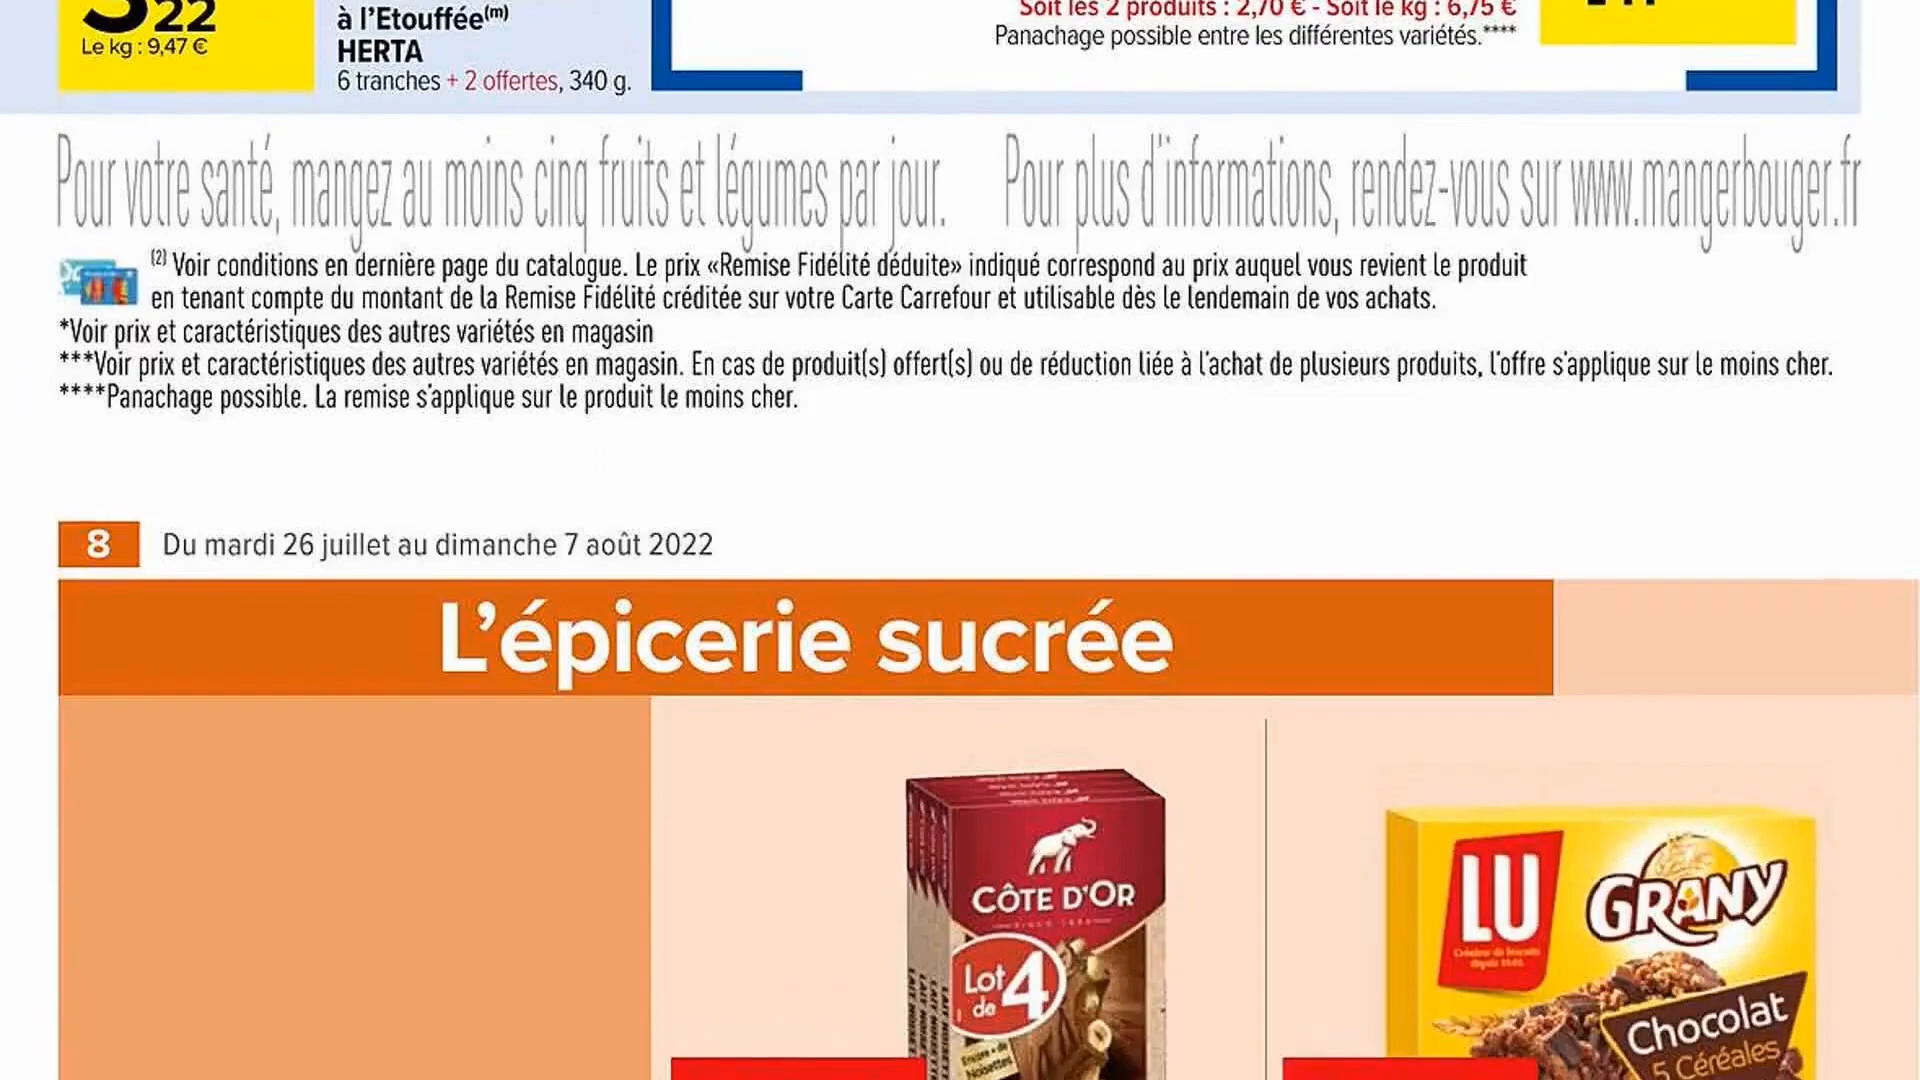 3 22
Le kg : 9,47 €
à l'Etouffée(m)
HERTA
6 tranches + 2 offertes, 340 g.
Soit les 2 produits : 2,70 € - Soit le kg : 6,75 €
Panachage possible entre les différentes variétés.****
Pour votre santé, mangez au moins cinq fruits et légumes par jour. Pour plus d'informations, rendez-vous sur www.mangerbouger.fr
(2) Voir conditions en dernière page du catalogue. Le prix «Remise Fidélité déduite» indiqué correspond au prix auquel vous revient le produit
en tenant compte du montant de la Remise Fidélité créditée sur votre Carte Carrefour et utilisable dès le lendemain de vos achats.
*Voir prix et caractéristiques des autres variétés en magasin
***Voir prix et caractéristiques des autres variétés en magasin. En cas de produit(s) offert(s) ou de réduction liée à l'achat de plusieurs produits, l'offre s'applique sur le moins cher.
****Panachage possible. La remise s'applique sur le produit le moins cher.
8 Du mardi 26 juillet au dimanche 7 août 2022
L'épicerie sucrée
CÔTE D'OR
Lot
de 4
Encore + de
Noisettes
LU
GRANY
Chocolat
5 Céréales